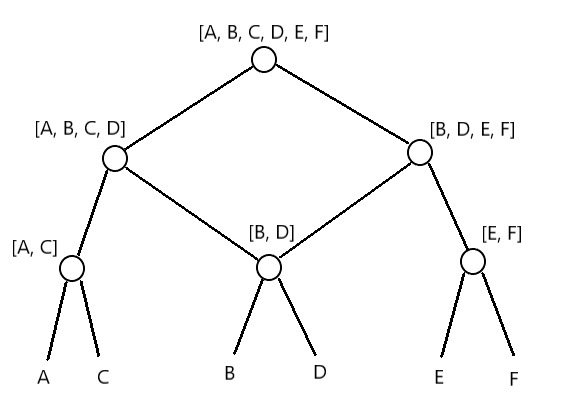 [A, B, C, D, E, F]
[A, B, C, D]
[B, D, E, F]
[A, C]
[B, D]
[E, F]
A
C
B
D
E
F